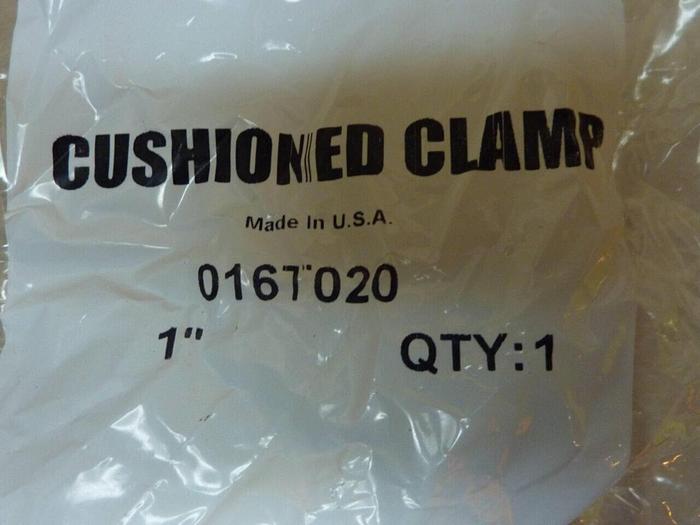 CUSHIONED CLAMP
Made In U.S.A.
0167020
1"
QTY:1